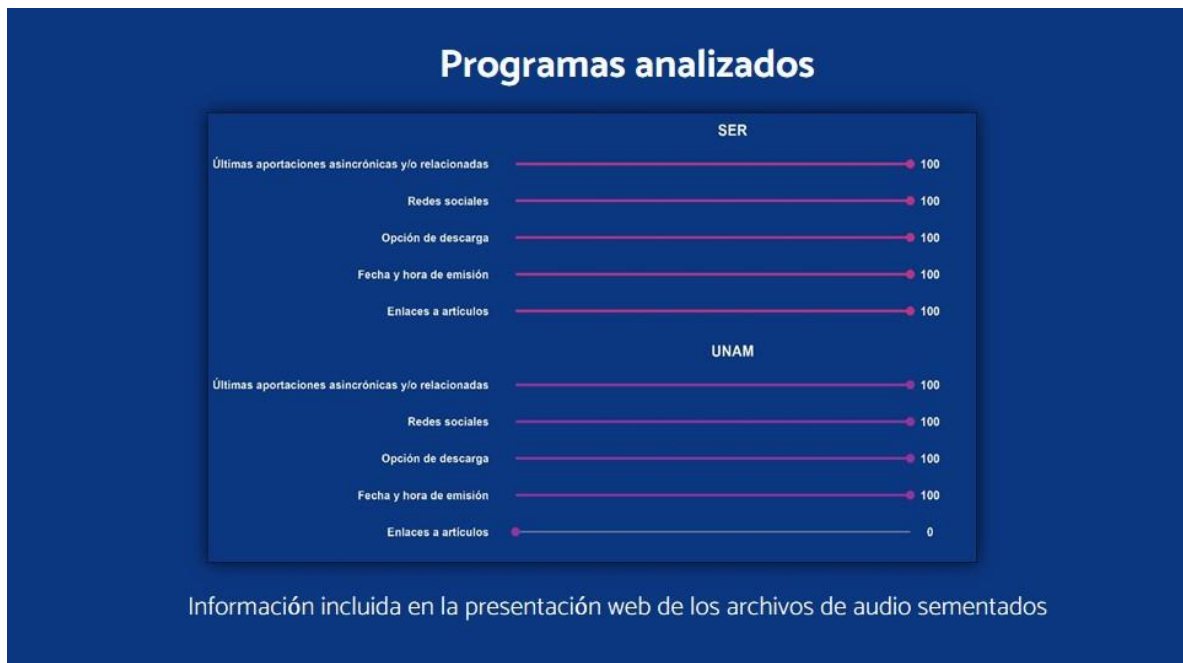 Programas analizados
SER
Últimas aportaciones asincrónicas y/o relacionadas 100
Redes sociales 100
Opción de descarga 100
Fecha y hora de emisión 100
Enlaces a artículos 100
UNAM
Últimas aportaciones asincrónicas y/o relacionadas 100
Redes sociales 100
Opción de descarga 100
Fecha y hora de emisión 100
Enlaces a artículos 0
Información incluida en la presentación web de los archivos de audio sementados